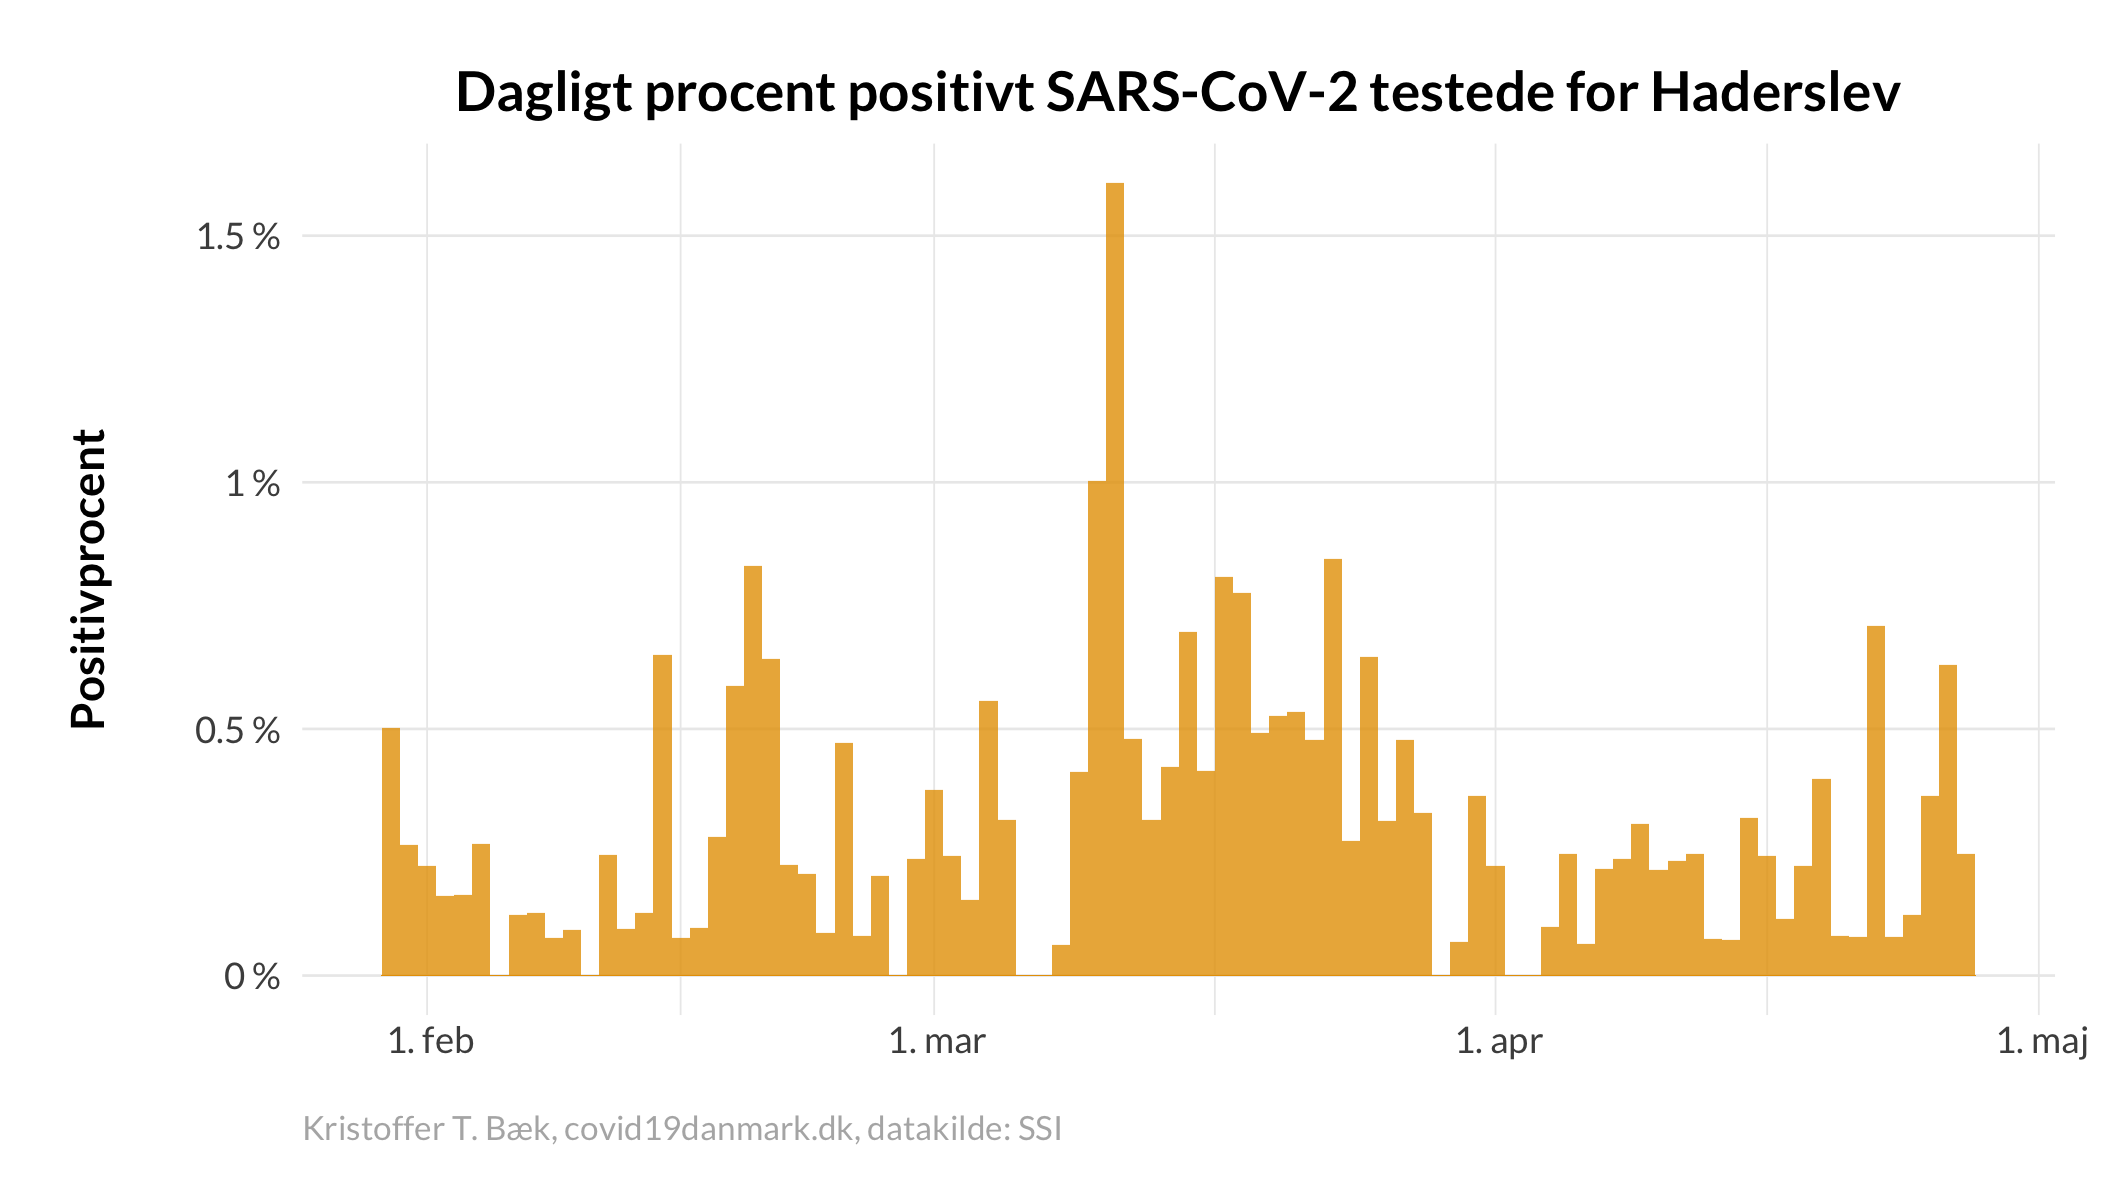 Dagligt procent positivt SARS-CoV-2 testede for Haderslev
Positivprocent
1.5 %
1 %
0.5 %
0 %
1. feb
1. mar
1. apr
1. maj
Kristoffer T. Bæk, covid19danmark.dk, datakilde: SSI